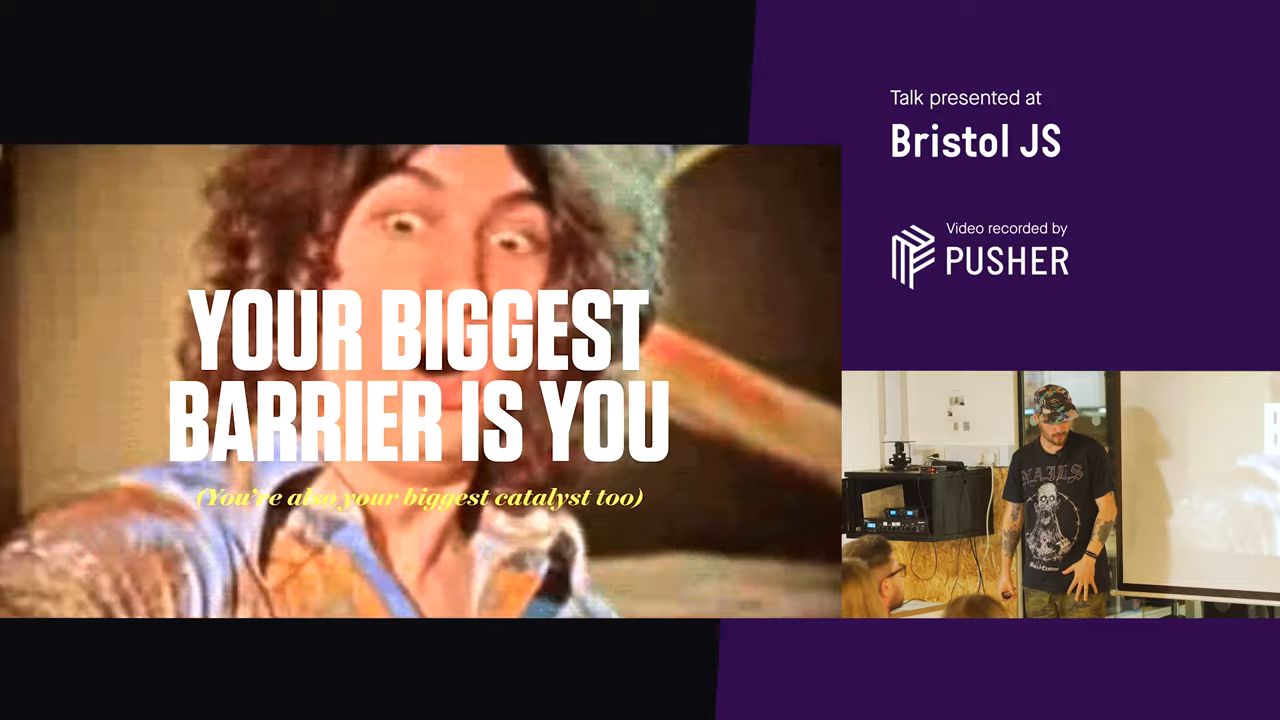 YOUR BIGGEST
BARRIER IS YOU
(You're also your biggest catalyst too)
Talk presented at
Bristol JS
Video recorded by
PUSHER
NAILS